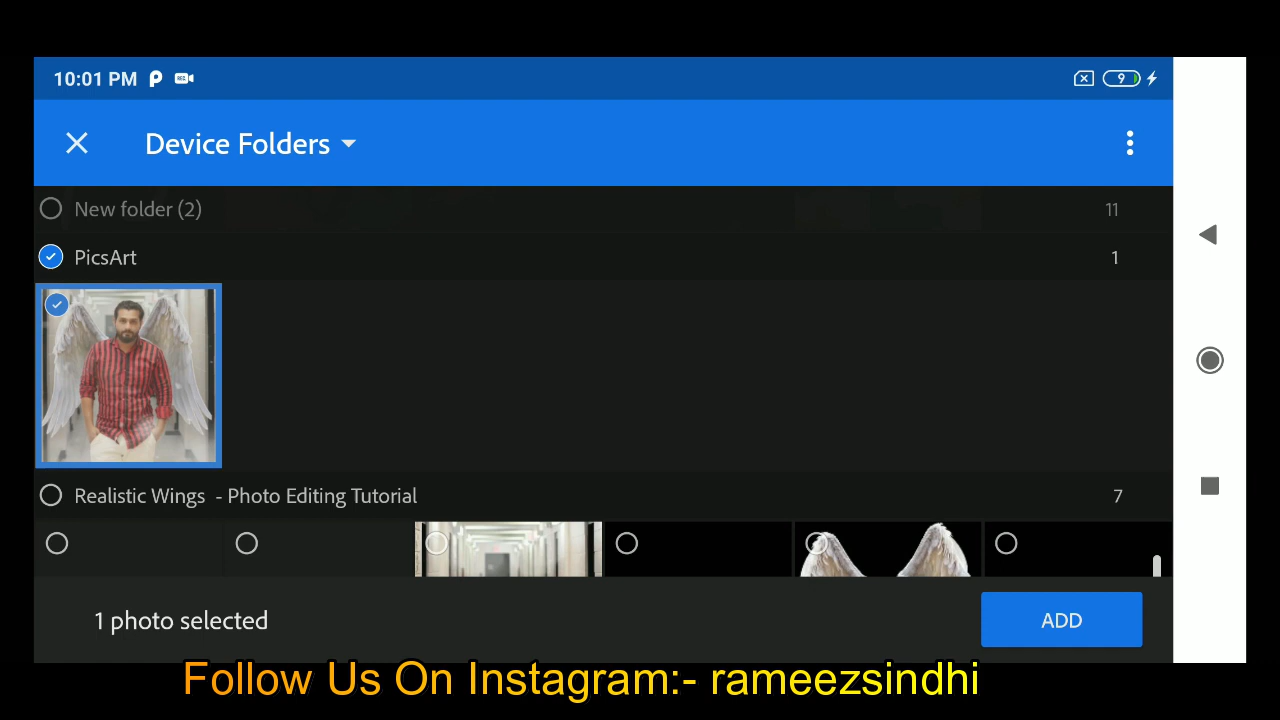 10:01 PM
9
Device Folders
New folder (2) 11
PicsArt 1
Realistic Wings - Photo Editing Tutorial 7
1 photo selected ADD
Follow Us On Instagram:- rameezsindhi